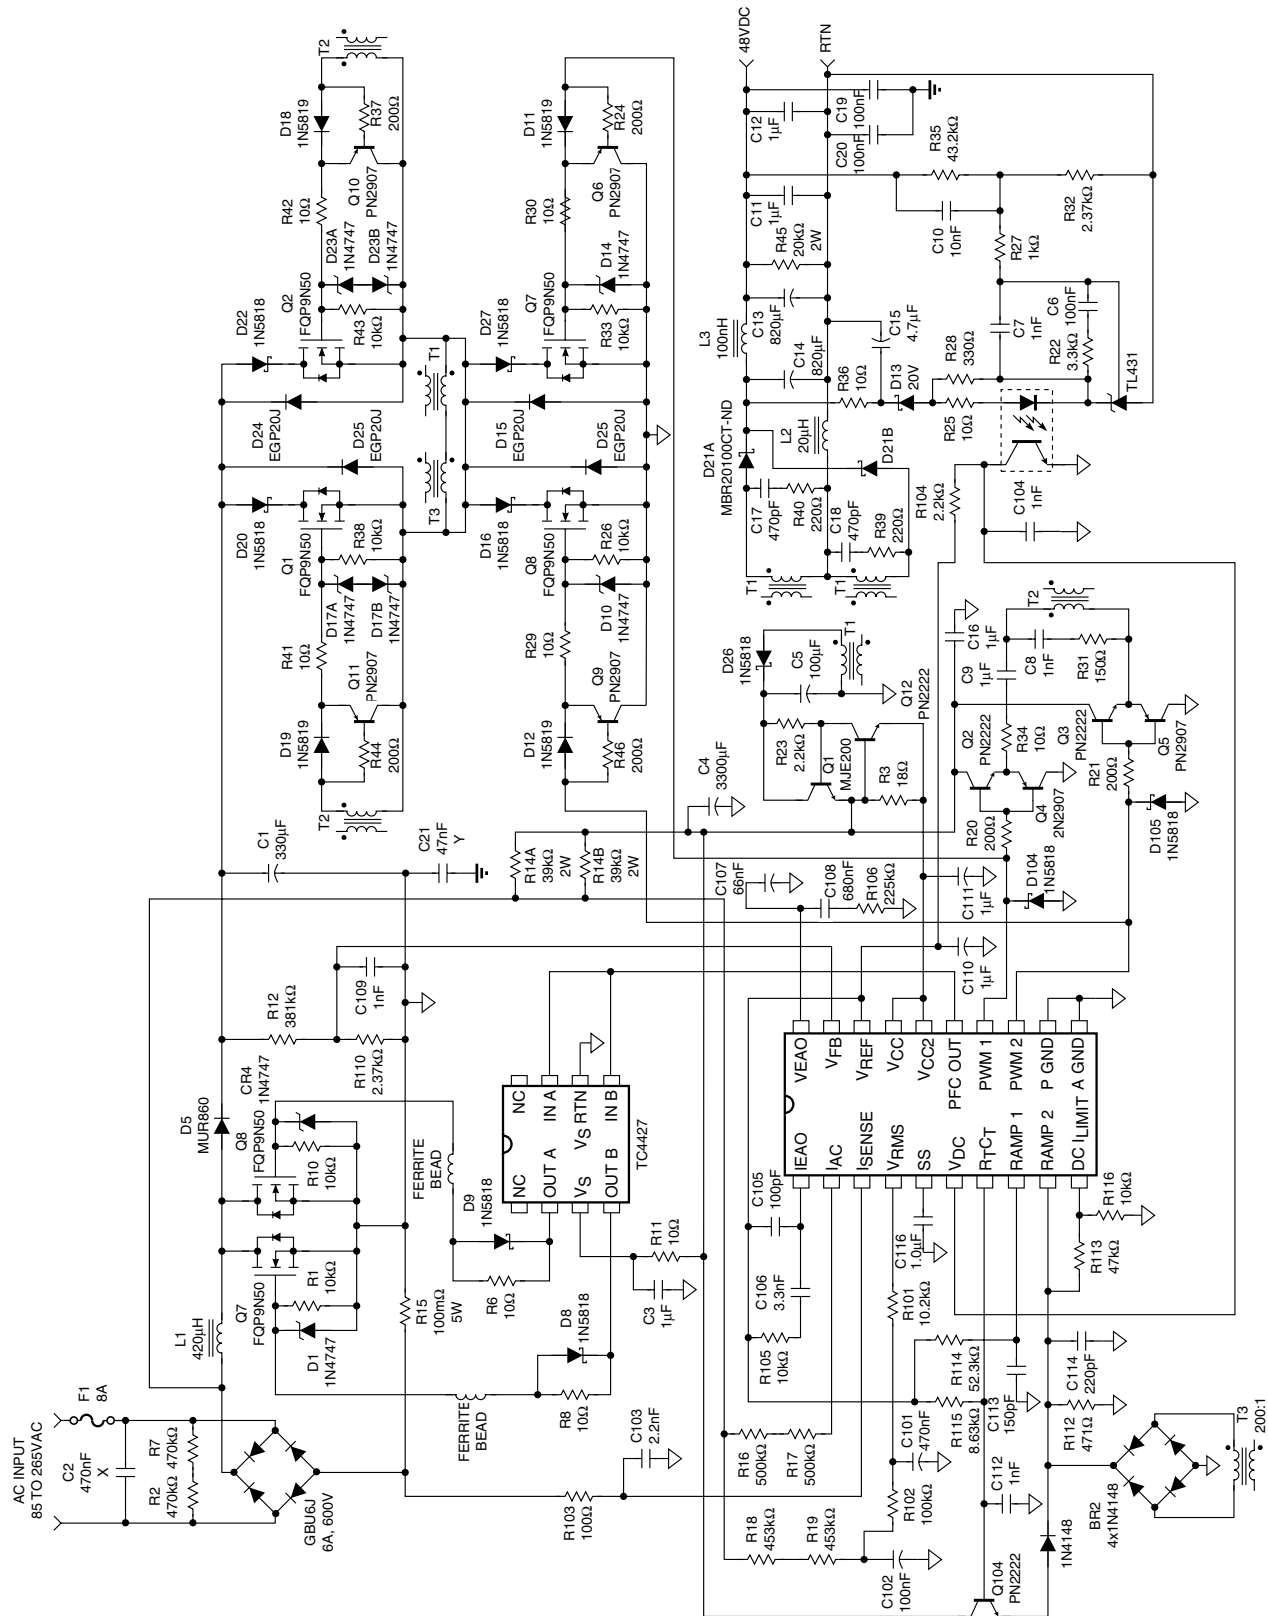 AC INPUT
85 TO 265VAC
F1
8A
C2
470nF
X
R2
470kΩ
R7
470kΩ
GBU6J
6A, 600V
L1
420µH
Q7
FQP9N50
D1
1N4747
R1
10kΩ
R10
10kΩ
Q8
FQP9N50
CR4
1N4747
D5
MUR860
R12
381kΩ
R110
2.37kΩ
C109
1nF
C1
330µF
C21
47nF
Y
R15
100mΩ
5W
FERRITE
BEAD
FERRITE
BEAD
D9
1N5818
R6
10Ω
D8
1N5818
R8
10Ω
C3
1µF
R11
10Ω
NC
OUT A
VS
OUT B
NC
IN A
VS RTN
IN B
TC4427
R103
100Ω
C103
2.2nF
R14A
39kΩ
2W
R14B
39kΩ
2W
T2
D19
1N5819
R44
200Ω
Q11
PN2907
R41
10Ω
D17A
1N4747
D17B
1N4747
R38
10kΩ
Q1
FQP9N50
D20
1N5818
D25
EGP20J
D24
EGP20J
D22
1N5818
Q2
FQP9N50
R43
10kΩ
D23A
1N4747
D23B
1N4747
R42
10Ω
Q10
PN2907
D18
1N5819
R37
200Ω
T2
T3
T1
D12
1N5819
R46
200Ω
Q9
PN2907
R29
10Ω
D10
1N4747
R26
10kΩ
Q8
FQP9N50
D16
1N5818
D25
EGP20J
D15
EGP20J
D27
1N5818
Q7
FQP9N50
R33
10kΩ
D14
1N4747
R30
10Ω
Q6
PN2907
D11
1N5819
R24
200Ω
C4
3300µF
D26
1N5818
C5
100µF
T1
R23
2.2kΩ
Q1
MJE200
Q12
PN2222
R3
18Ω
T1
T1
C17
470pF
R40
220Ω
C18
470pF
R39
220Ω
D21A
MBR20100CT-ND
D21B
L2
20µH
L3
100nH
C14
820µF
C13
820µF
R45
20kΩ
2W
C11
1µF
C12
1µF
C20
100nF
C19
100nF
48VDC
RTN
R36
10Ω
C15
4.7µF
D13
20V
R25
10Ω
R28
330Ω
R22
3.3kΩ
C6
100nF
C7
1nF
R27
1kΩ
C10
10nF
R35
43.2kΩ
R32
2.37kΩ
TL431
R104
2.2kΩ
C104
1nF
C16
1µF
C9
1µF
C8
1nF
R31
150Ω
T2
R34
10Ω
Q2
PN2222
Q3
PN2222
Q4
2N2907
Q5
PN2907
R20
200Ω
R21
200Ω
D104
1N5818
D105
1N5818
C107
66nF
C108
680nF
R106
225kΩ
C111
1µF
C110
1µF
IEAO
IAC
ISENSE
VRMS
SS
VDC
RTCT
RAMP 1
RAMP 2
DC ILIMIT
VEAO
VFB
VREF
VCC
VCC2
PFC OUT
PWM 1
PWM 2
P GND
A GND
C105
100pF
C106
3.3nF
R105
10kΩ
C116
1.0µF
R101
10.2kΩ
R16
500kΩ
R17
500kΩ
R18
453kΩ
R19
453kΩ
C102
100nF
R102
100kΩ
C101
470nF
R115
8.63kΩ
R114
52.3kΩ
C113
150pF
C112
1nF
R112
471Ω
C114
220pF
R113
47kΩ
R116
10kΩ
Q104
PN2222
1N4148
BR2
4x1N4148
T3
200:1